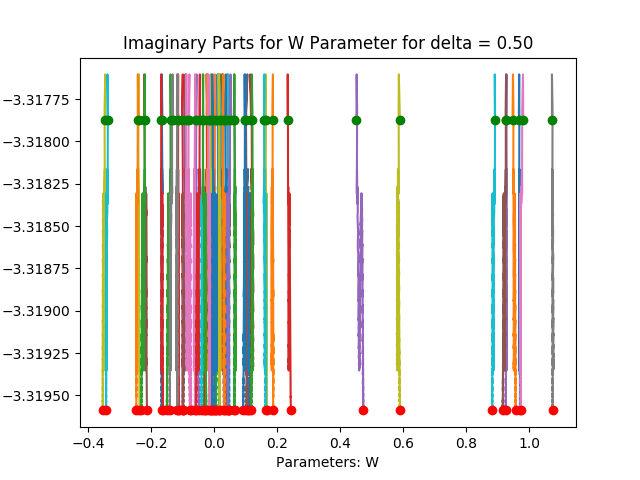 Imaginary Parts for W Parameter for delta = 0.50
−3.31775
−3.31800
−3.31825
−3.31850
−3.31875
−3.31900
−3.31925
−3.31950
−0.4 −0.2 0.0 0.2 0.4 0.6 0.8 1.0
Parameters: W